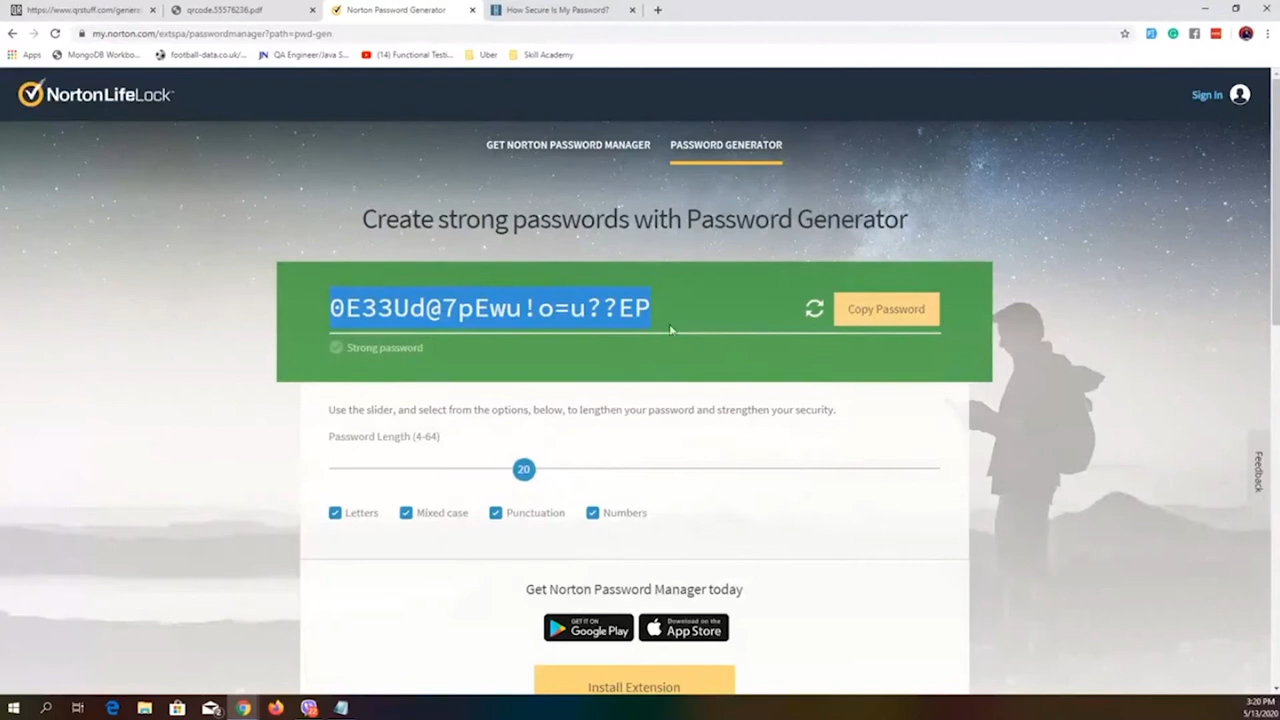 https://www.qrstuff.com/gener
qrcode.55576236.pdf
Norton Password Generator
How Secure Is My Password?
my.norton.com/extspa/passwordmanager?path=pwd-gen
Apps
MongoDB Workbo...
football-data.co.uk/...
QA Engineer/Java S...
(14) Functional Testi...
Uber
Skill Academy
NortonLifeLock
Sign In
GET NORTON PASSWORD MANAGER
PASSWORD GENERATOR
Create strong passwords with Password Generator
0E33Ud@7pEwu!o=u??EP
Copy Password
Strong password
Use the slider, and select from the options, below, to lengthen your password and strengthen your security.
Password Length (4-64)
20
Letters
Mixed case
Punctuation
Numbers
Feedback
Get Norton Password Manager today
GET IT ON
Google Play
Download on the
App Store
Install Extension
3:20 PM
5/13/2020